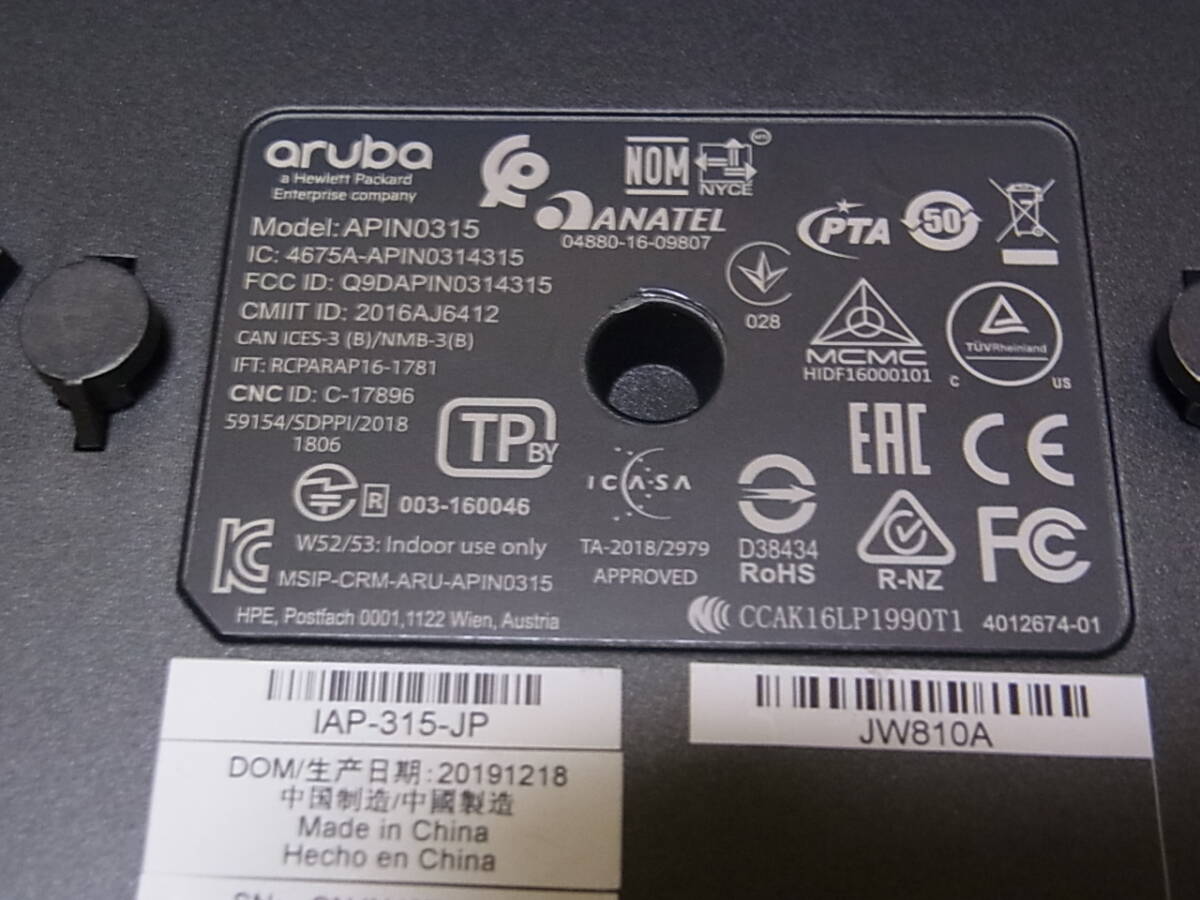 aruba
a Hewlett Packard
Enterprise company
Model: APIN0315
IC: 4675A-APIN0314315
FCC ID: Q9DAPIN0314315
CMIIT ID: 2016AJ6412
CAN ICES-3 (B)/NMB-3(B)
IFT: RCPARAP16-1781
CNC ID: C-17896
59154/SDPPI/2018
1806
TP BY
R 003-160046
W52/53: Indoor use only
MSIP-CRM-ARU-APIN0315
HPE, Postfach 0001,1122 Wien, Austria
NOM
NYCE
ANATEL
04880-16-09807
PTA
50
028
MCMC
HIDF16000101
TÜVRheinland
C US
EAC
CE
ICASA
TA-2018/2979
APPROVED
D38434
RoHS
R-NZ
FC
CCAK16LP1990T1
4012674-01
IAP-315-JP
DOM/生产日期:20191218
中国制造/中國製造
Made in China
Hecho en China
JW810A